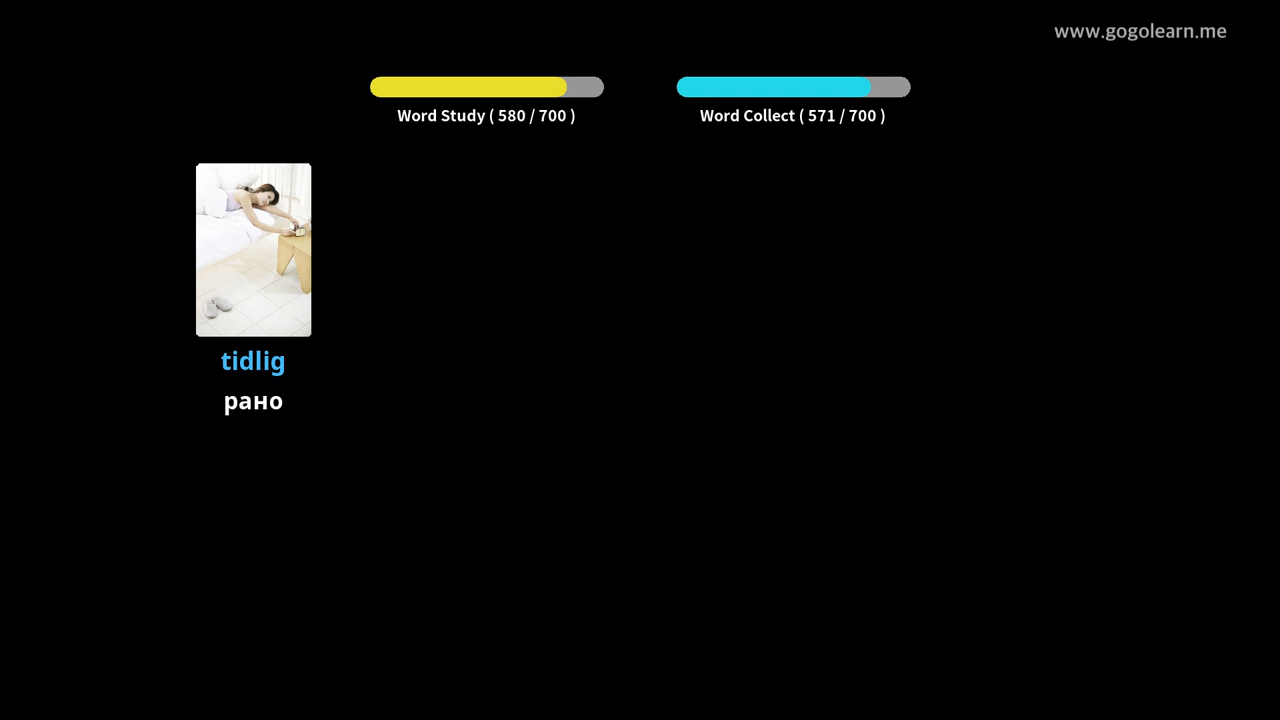 www.gogolearn.me
Word Study ( 580 / 700 )
Word Collect ( 571 / 700 )
tidlig
рано